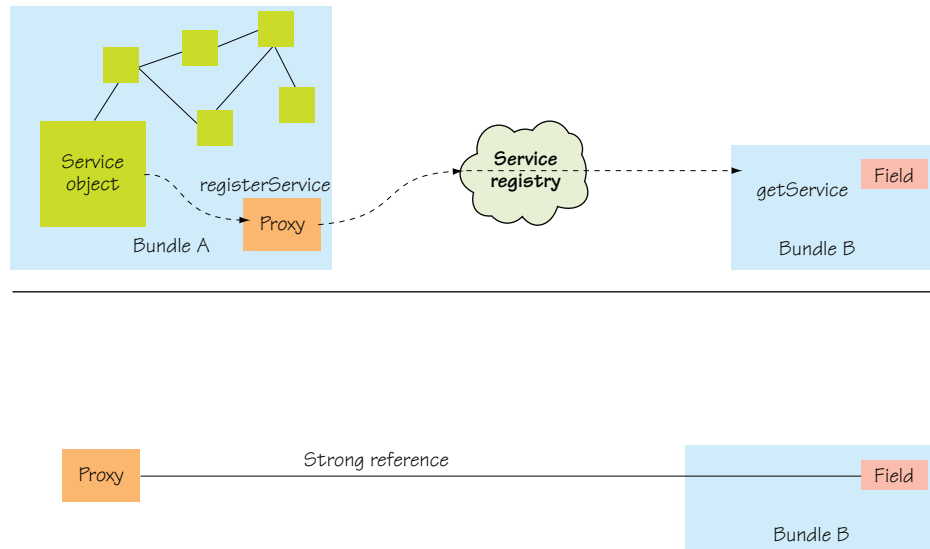 Service
object
registerService
Proxy
Bundle A
Service
registry
getService
Field
Bundle B
Strong reference
Proxy
Field
Bundle B